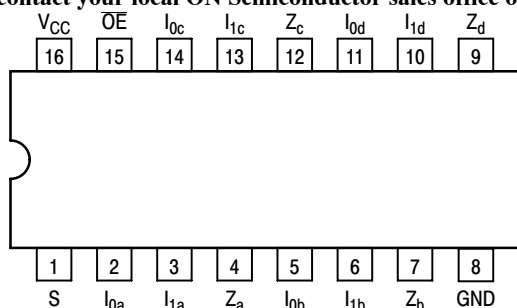 contact your local ON Semiconductor sales office o
VCC OE I0c I1c Zc I0d I1d Zd
16 15 14 13 12 11 10 9
1 2 3 4 5 6 7 8
S I0a I1a Za I0b I1b Zb GND